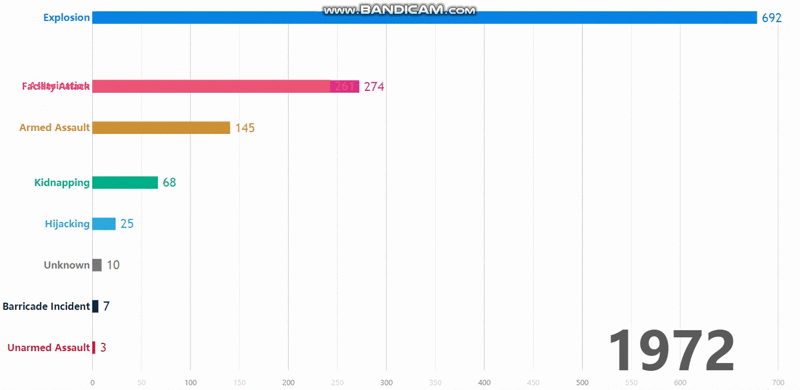 www.BANDICAM.com
Explosion 692
274
Armed Assault 145
Kidnapping 68
Hijacking 25
Unknown 10
Barricade Incident 7
Unarmed Assault 3
1972
0 50 100 150 200 250 300 350 400 450 500 550 600 650 700